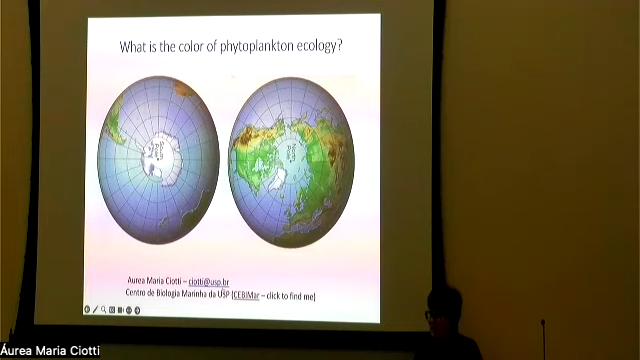 What is the color of phytoplankton ecology?
Aurea Maria Ciotti – ciotti@usp.br
Centro de Biologia Marinha da USP (CEBIMar – click to find me)
Áurea Maria Ciotti